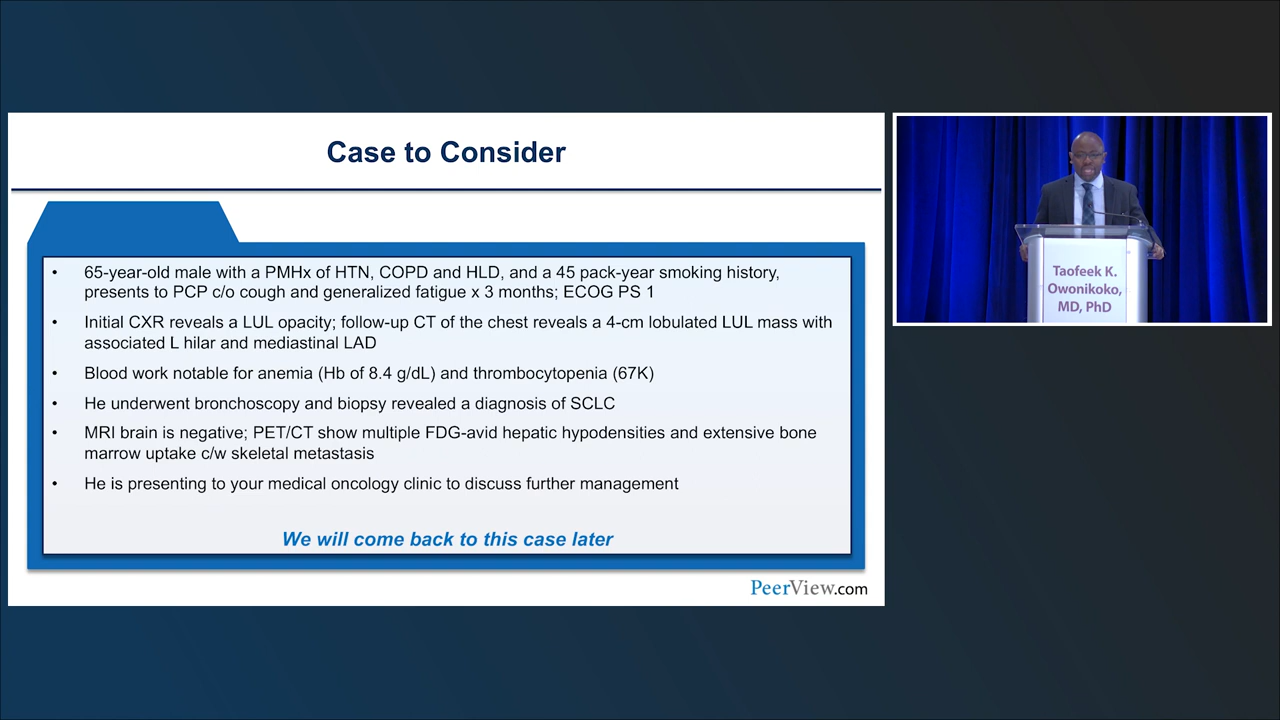 Case to Consider
• 65-year-old male with a PMHx of HTN, COPD and HLD, and a 45 pack-year smoking history,
presents to PCP c/o cough and generalized fatigue x 3 months; ECOG PS 1
• Initial CXR reveals a LUL opacity; follow-up CT of the chest reveals a 4-cm lobulated LUL mass with
associated L hilar and mediastinal LAD
• Blood work notable for anemia (Hb of 8.4 g/dL) and thrombocytopenia (67K)
• He underwent bronchoscopy and biopsy revealed a diagnosis of SCLC
• MRI brain is negative; PET/CT show multiple FDG-avid hepatic hypodensities and extensive bone
marrow uptake c/w skeletal metastasis
• He is presenting to your medical oncology clinic to discuss further management
We will come back to this case later
PeerView.com
Taofeek K.
Owonikoko,
MD, PhD